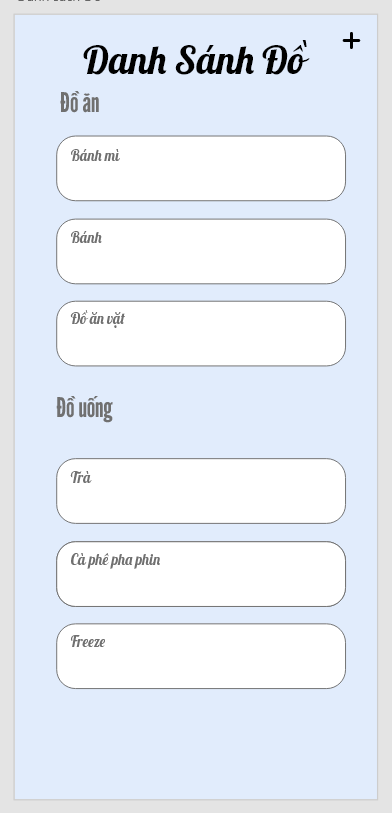 Danh Sánh Đồ
Đồ ăn
Bánh mì
Bánh
Đồ ăn vặt
Đồ uống
Trà
Cà phê pha phin
Freeze